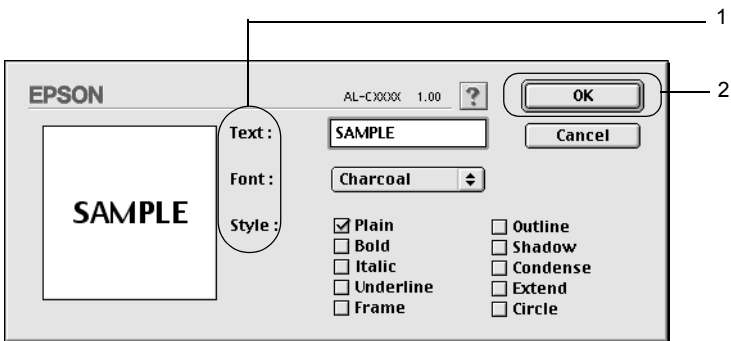 1
EPSON
AL-CXXXX 1.00 ?
OK
2
Text :
SAMPLE
Cancel
Font :
Charcoal
SAMPLE
Style :
Plain
Outline
Bold
Shadow
Italic
Condense
Underline
Extend
Frame
Circle